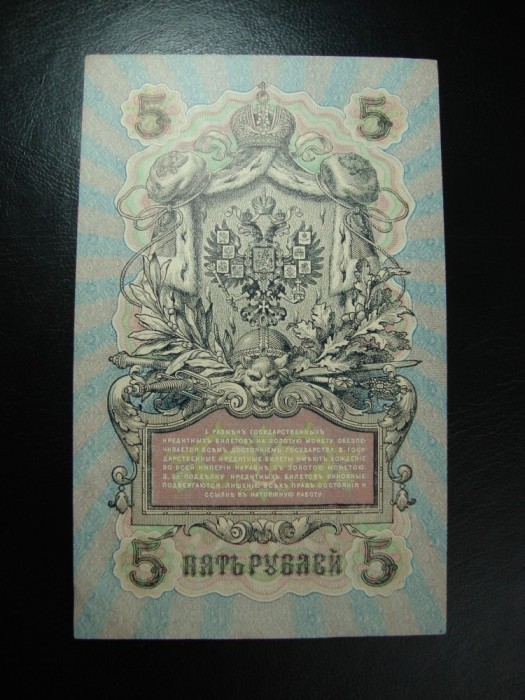 5 5
1. РАЗМѢНЪ ГОСУДАРСТВЕННЫХЪ
КРЕДИТНЫХЪ БИЛЕТОВЪ НА ЗОЛОТУЮ МОНЕТУ ОБЕЗПЕ-
ЧИВАЕТСЯ ВСѢМЪ ДОСТОЯНІЕМЪ ГОСУДАРСТВА. 2. ГОСУ-
ДАРСТВЕННЫЕ КРЕДИТНЫЕ БИЛЕТЫ ИМѢЮТЪ ХОЖДЕНІЕ
ВО ВСЕЙ ИМПЕРІИ НАРАВНѢ СЪ ЗОЛОТОЮ МОНЕТОЮ.
3. ЗА ПОДДѢЛКУ КРЕДИТНЫХЪ БИЛЕТОВЪ ВИНОВНЫЕ
ПОДВЕРГАЮТСЯ ЛИШЕНІЮ ВСѢХЪ ПРАВЪ СОСТОЯНІЯ И
ССЫЛКѢ ВЪ КАТОРЖНУЮ РАБОТУ.
5 ПЯТЬ РУБЛЕЙ 5